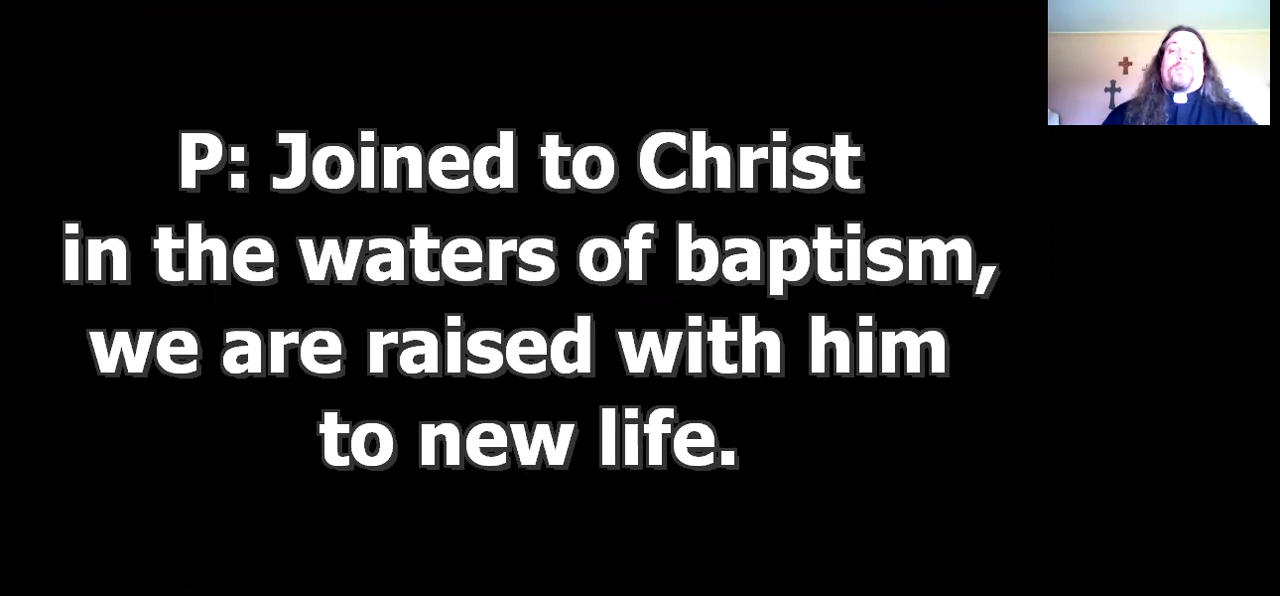 P: Joined to Christ
in the waters of baptism,
we are raised with him
to new life.